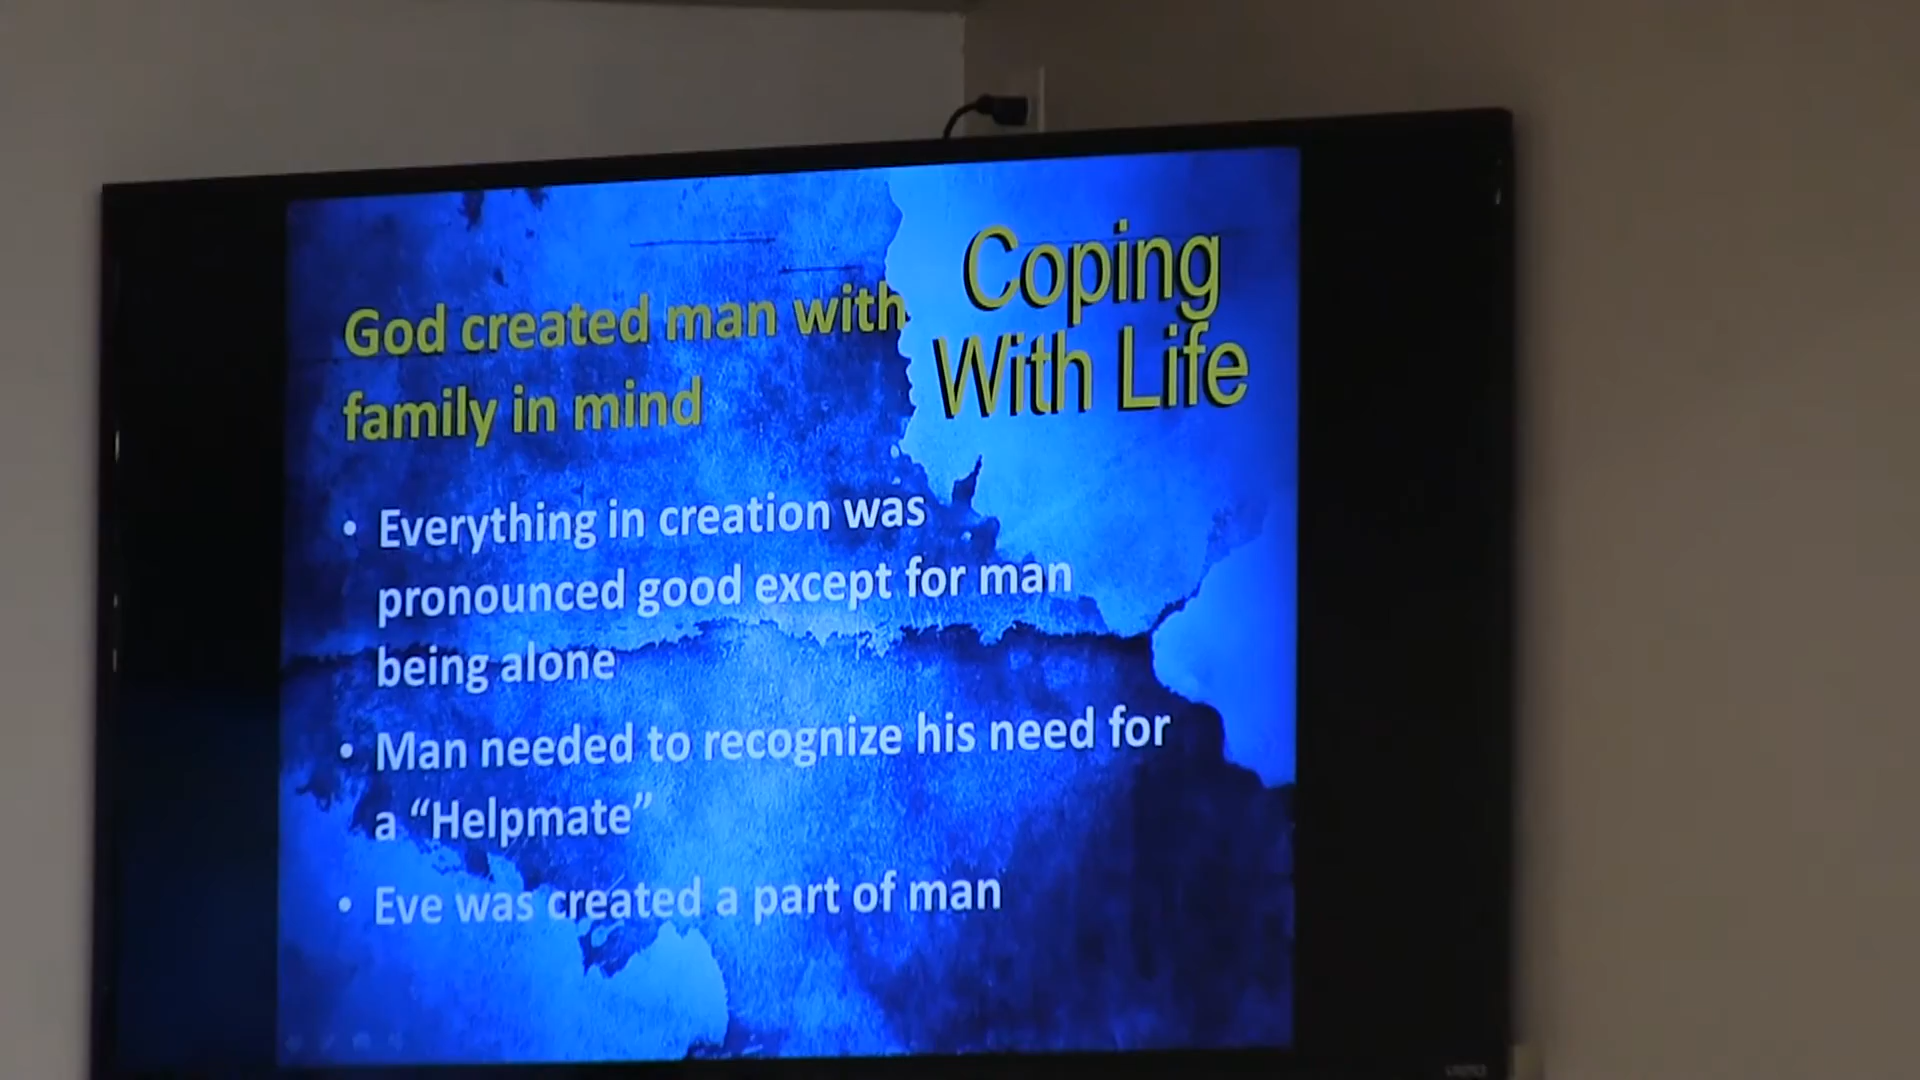 Coping
With Life
God created man with
family in mind
• Everything in creation was
pronounced good except for man
being alone
• Man needed to recognize his need for
a “Helpmate”
• Eve was created a part of man